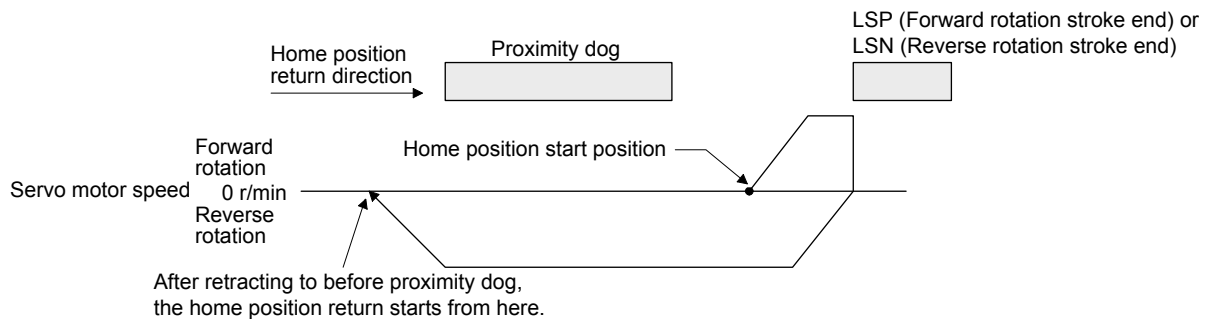 LSP (Forward rotation stroke end) or
LSN (Reverse rotation stroke end)
Home position
return direction
Proximity dog
Forward
rotation
Home position start position
Servo motor speed
0 r/min
Reverse
rotation
After retracting to before proximity dog,
the home position return starts from here.